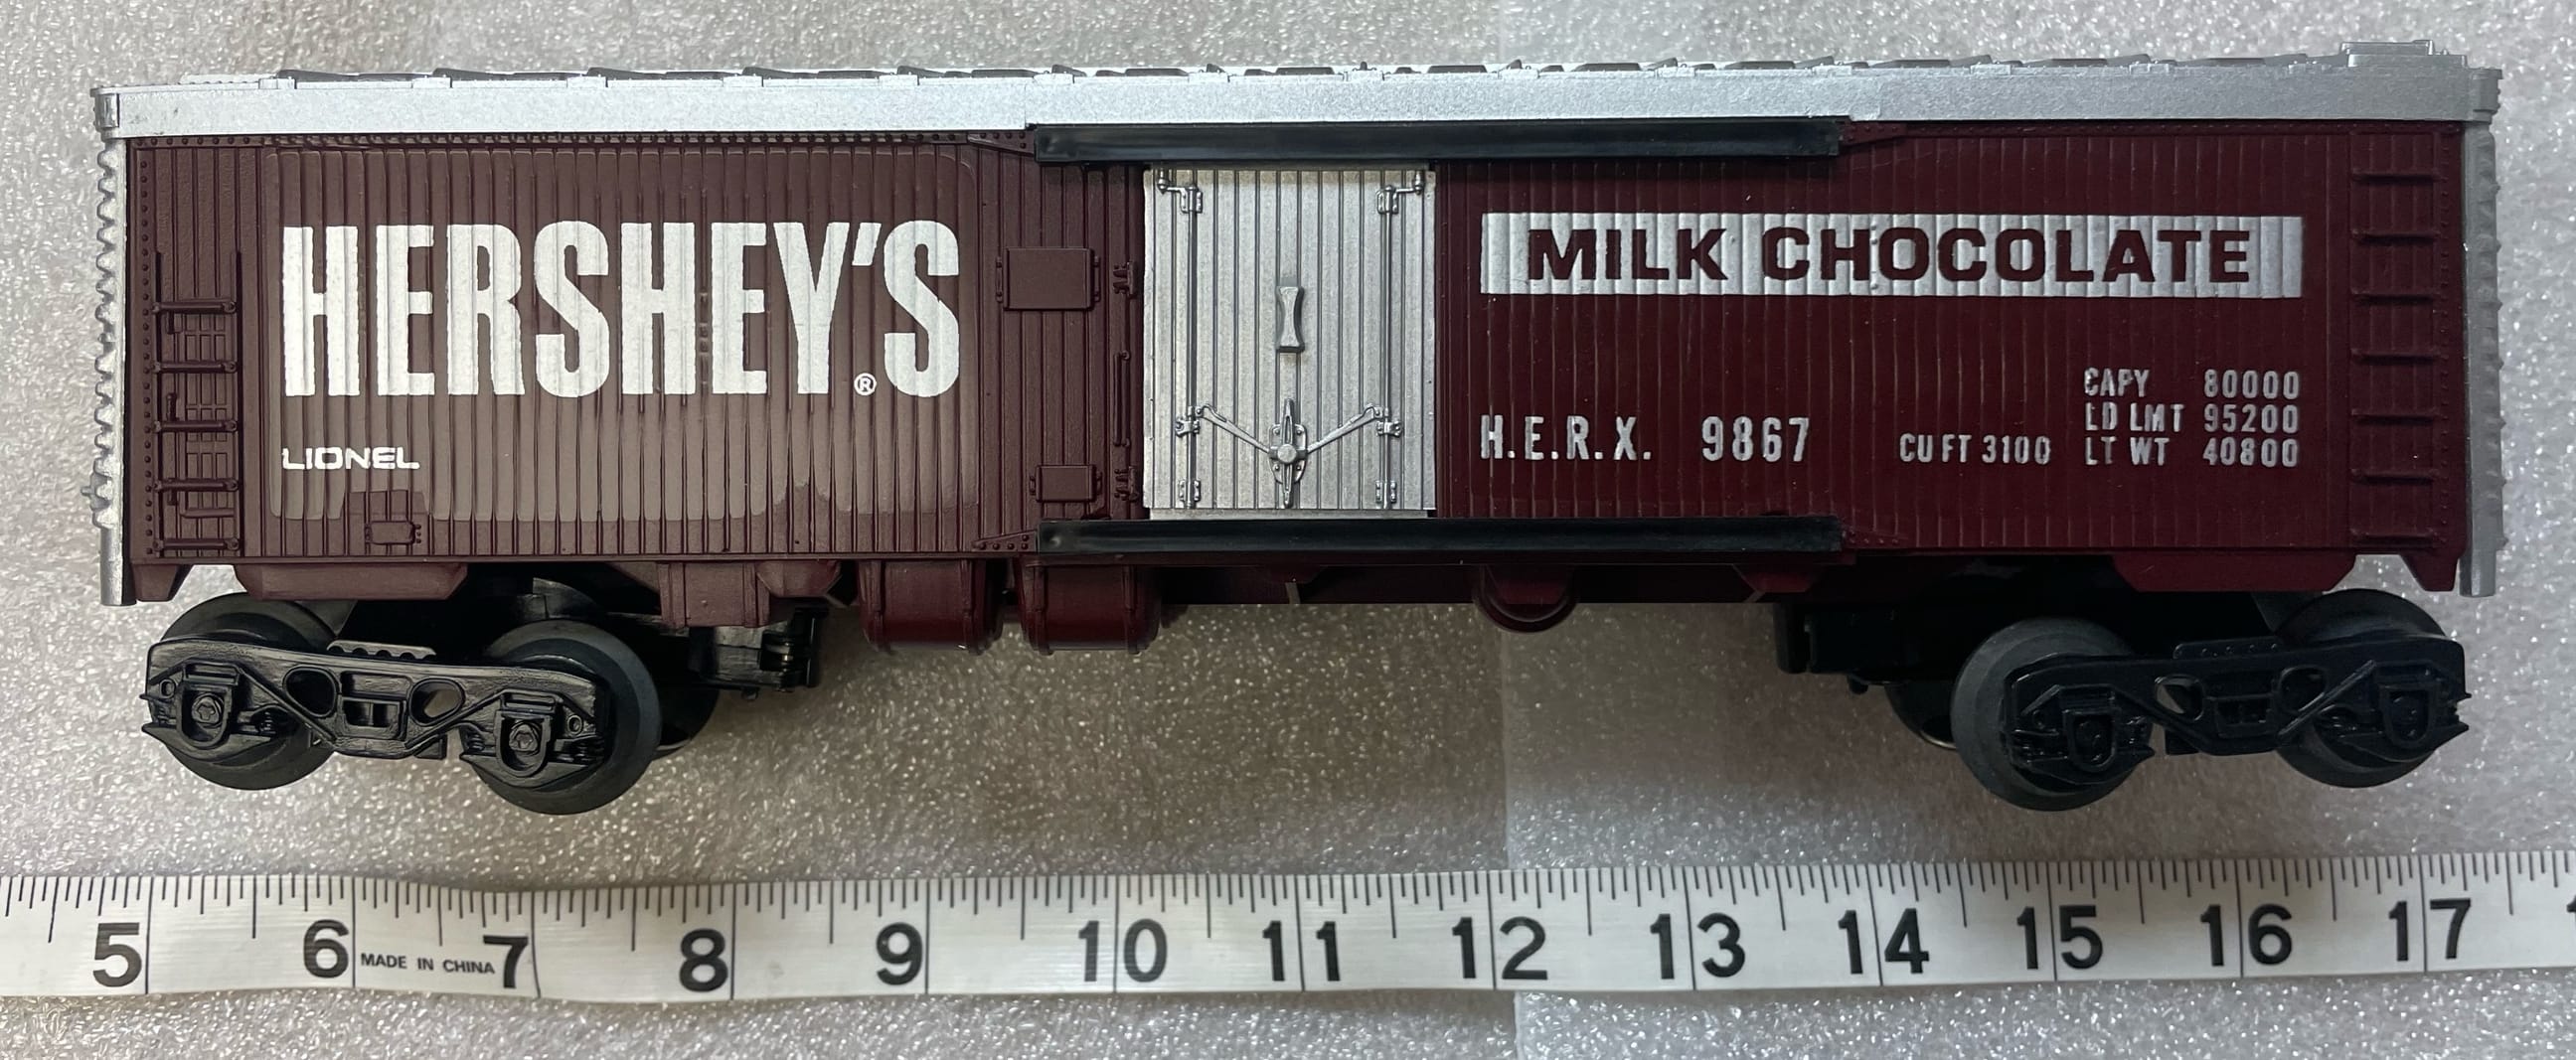 HERSHEY'S
®
LIONEL
MILK CHOCOLATE
H.E.R.X. 9867
CU FT 3100
CAPY 80000
LD LMT 95200
LT WT 40800
5 6 MADE IN CHINA 7 8 9 10 11 12 13 14 15 16 17